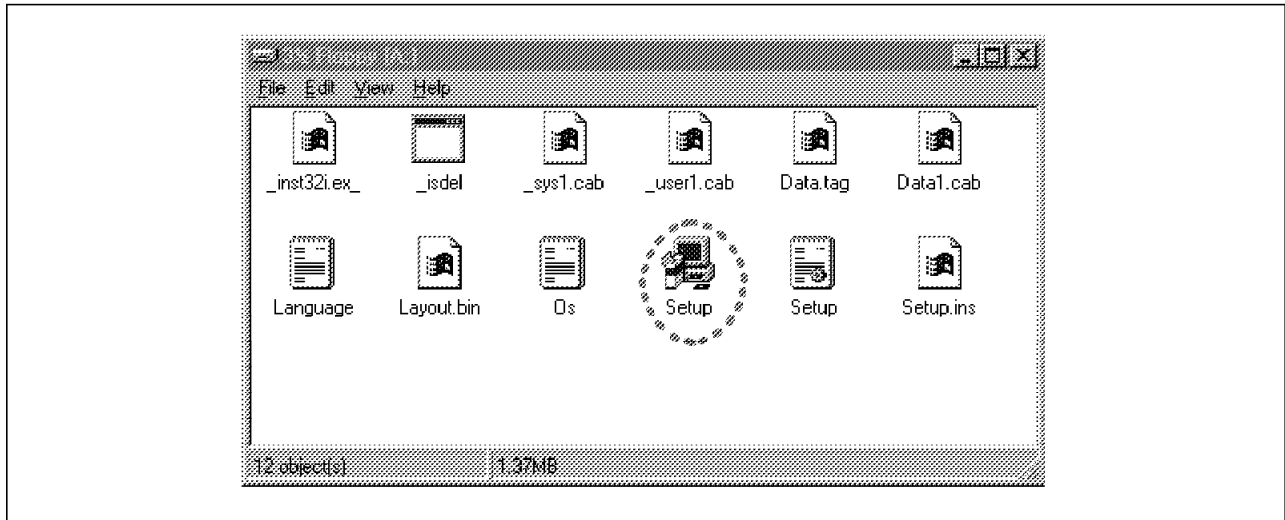 File Edit View Help
_inst32i.ex_ _isdel _sys1.cab _user1.cab Data.tag Data1.cab
Language Layout.bin Os Setup Setup Setup.ins
12 object(s) 1.37MB